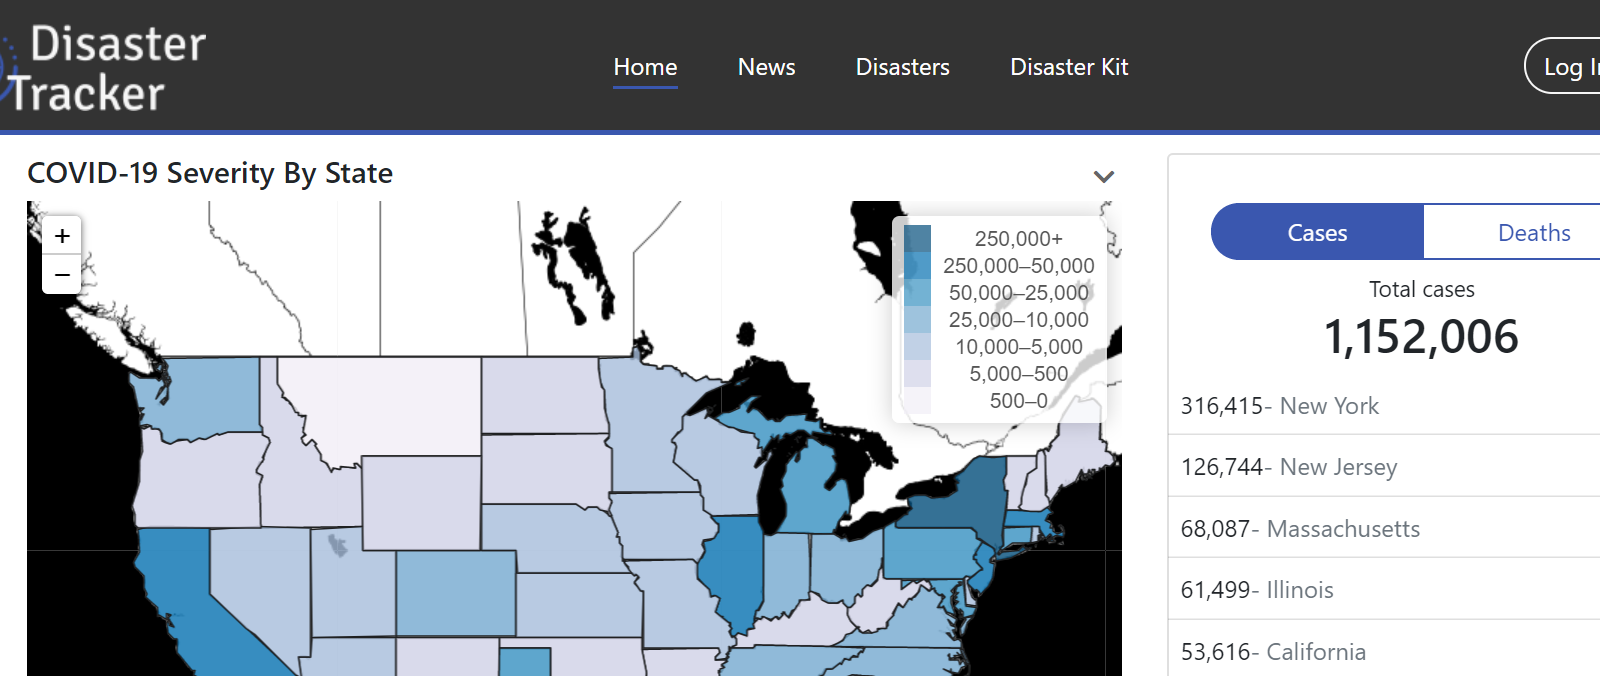 Disaster
Tracker
Home
News
Disasters
Disaster Kit
COVID-19 Severity By State
+
−
250,000+
250,000–50,000
50,000–25,000
25,000–10,000
10,000–5,000
5,000–500
500–0
Cases
Deaths
Total cases
1,152,006
316,415- New York
126,744- New Jersey
68,087- Massachusetts
61,499- Illinois
53,616- California